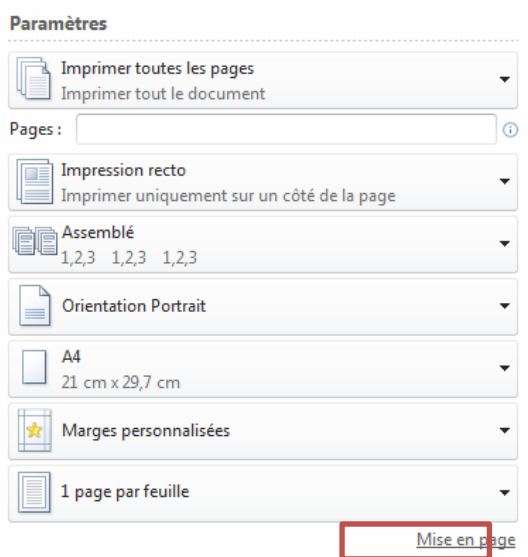 Paramètres
Imprimer toutes les pages
Imprimer tout le document
Pages :
Impression recto
Imprimer uniquement sur un côté de la page
Assemblé
1,2,3 1,2,3 1,2,3
Orientation Portrait
A4
21 cm x 29,7 cm
Marges personnalisées
1 page par feuille
Mise en page